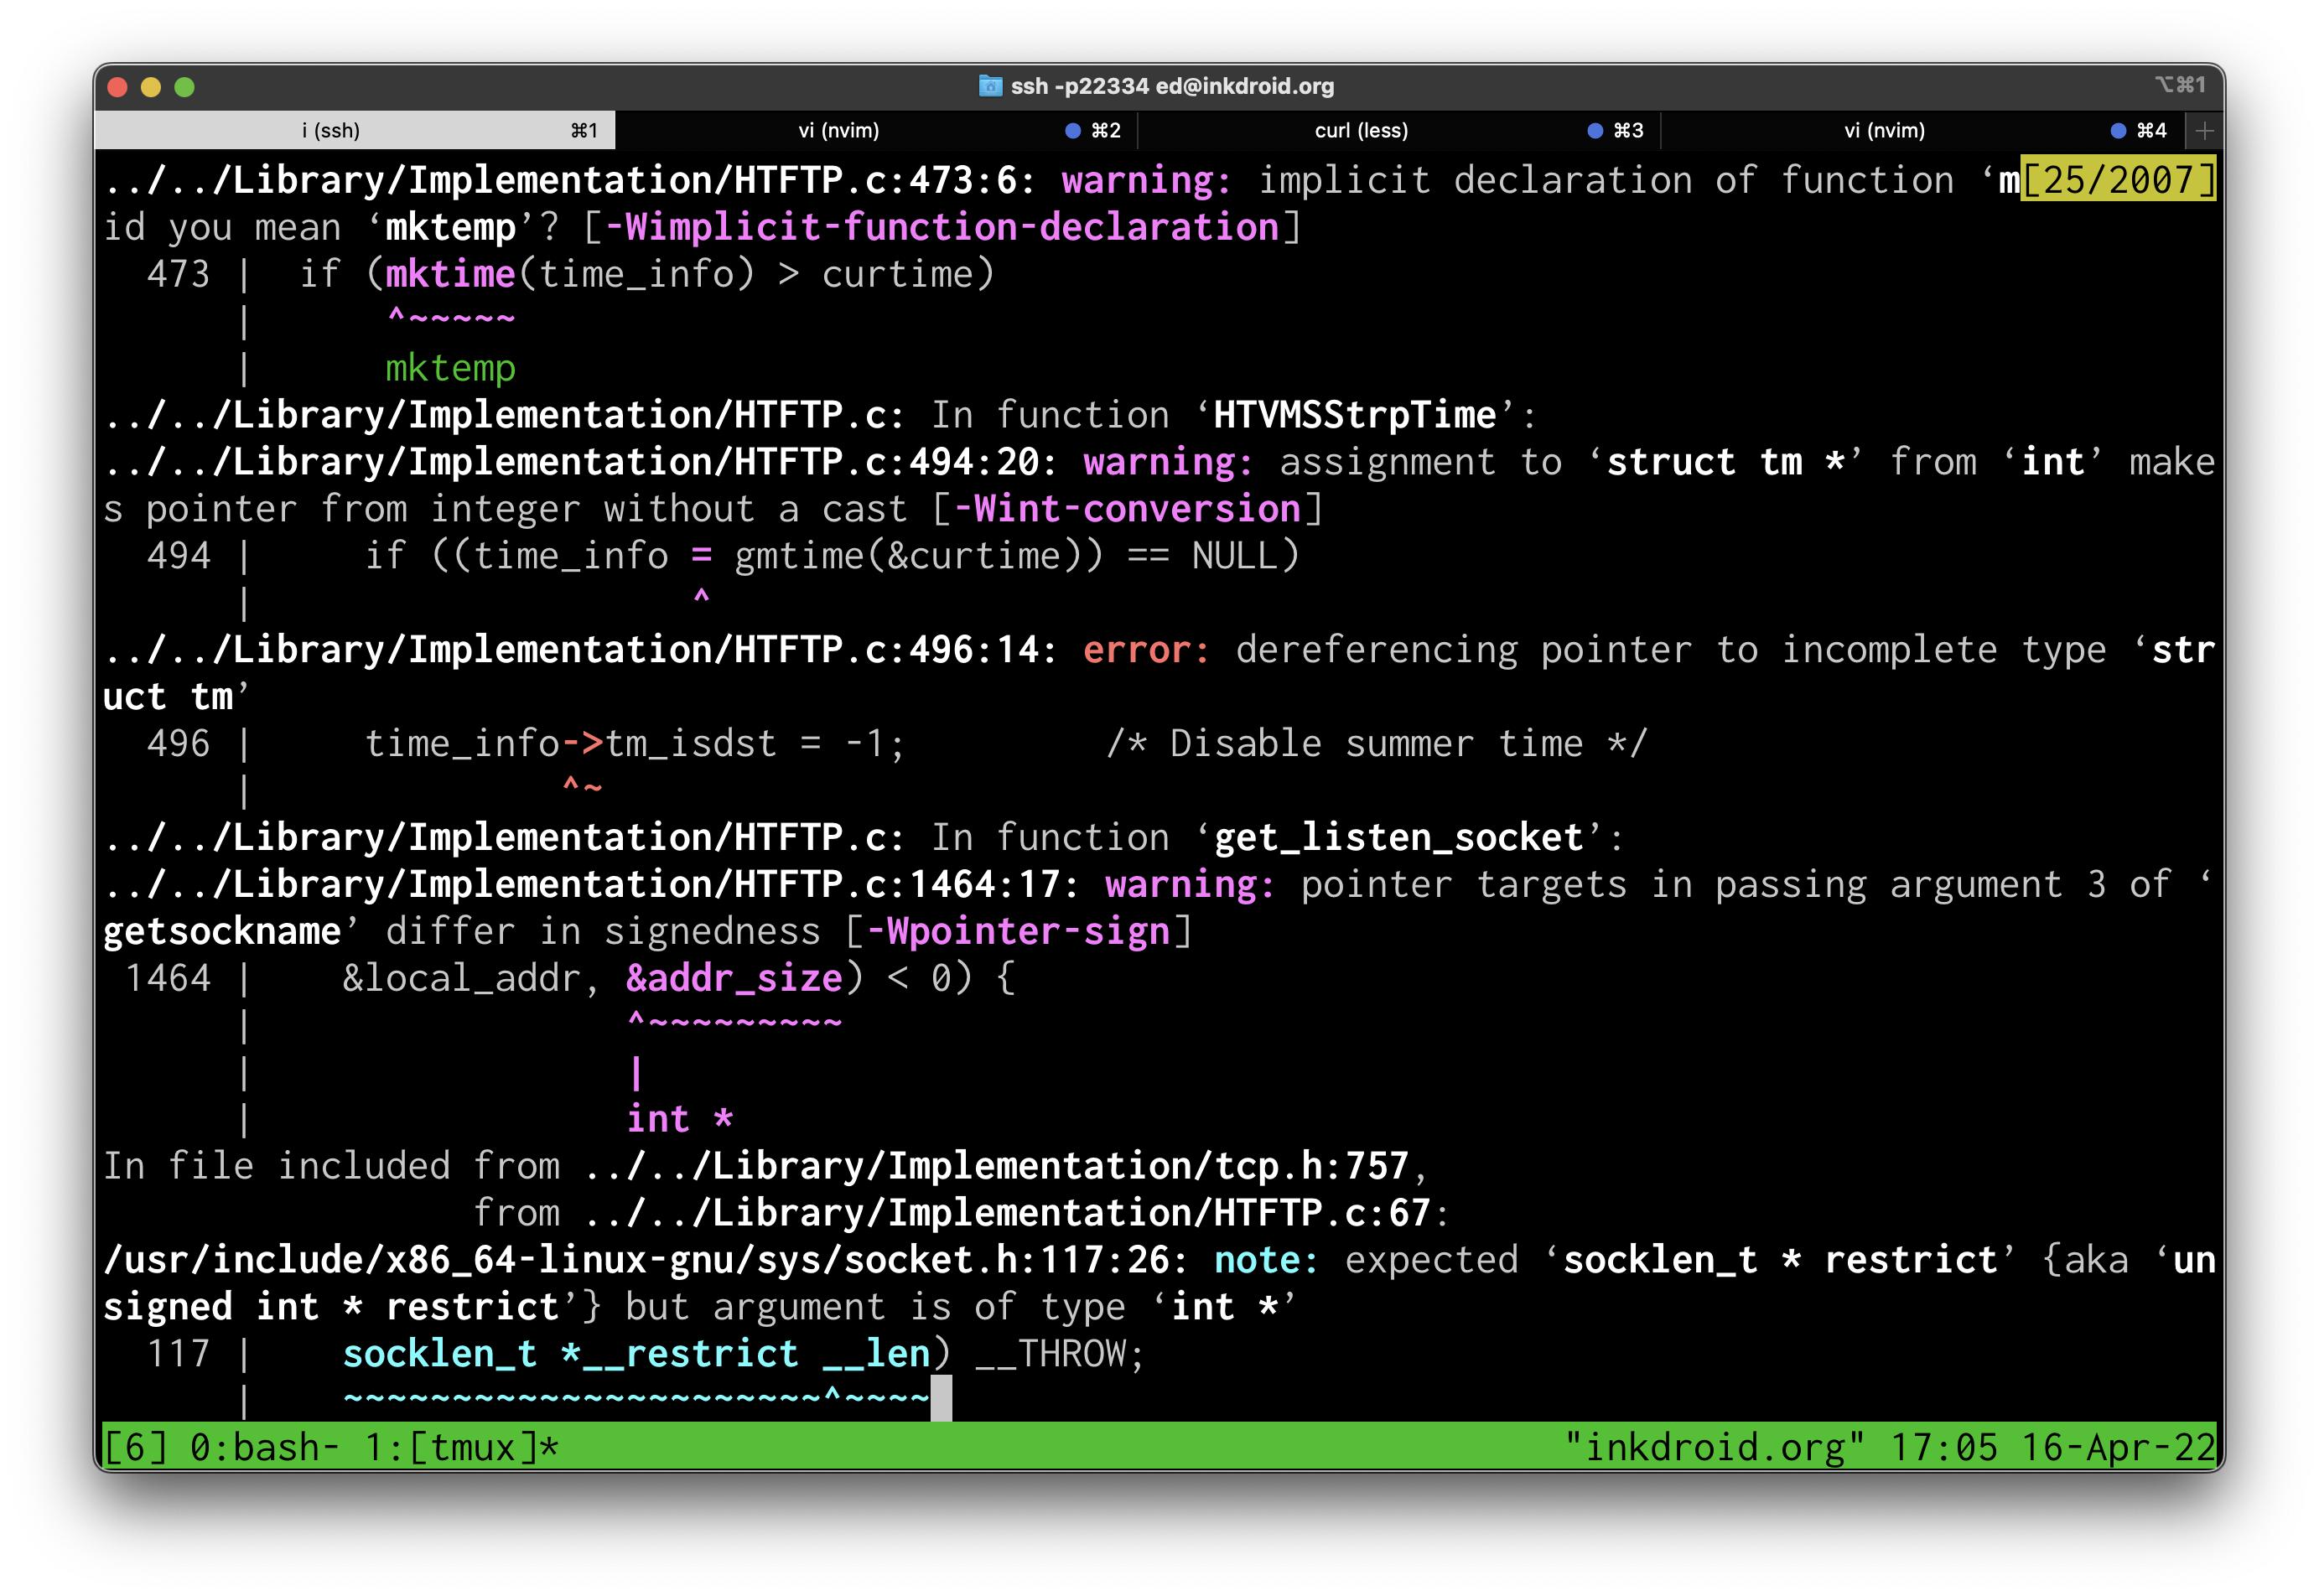 ssh -p22334 ed@inkdroid.org ⌥⌘1
i (ssh) ⌘1 vi (nvim) ⌘2 curl (less) ⌘3 vi (nvim) ⌘4 +
../../Library/Implementation/HTFTP.c:473:6: warning: implicit declaration of function ‘m[25/2007]
id you mean ‘mktemp’? [-Wimplicit-function-declaration]
  473 |  if (mktime(time_info) > curtime)
      |      ^~~~~~
      |      mktemp
../../Library/Implementation/HTFTP.c: In function ‘HTVMSStrpTime’:
../../Library/Implementation/HTFTP.c:494:20: warning: assignment to ‘struct tm *’ from ‘int’ make
s pointer from integer without a cast [-Wint-conversion]
  494 |     if ((time_info = gmtime(&curtime)) == NULL)
      |                    ^
../../Library/Implementation/HTFTP.c:496:14: error: dereferencing pointer to incomplete type ‘str
uct tm’
  496 |     time_info->tm_isdst = -1;         /* Disable summer time */
      |              ^~
../../Library/Implementation/HTFTP.c: In function ‘get_listen_socket’:
../../Library/Implementation/HTFTP.c:1464:17: warning: pointer targets in passing argument 3 of ‘
getsockname’ differ in signedness [-Wpointer-sign]
 1464 |    &local_addr, &addr_size) < 0) {
      |                 ^~~~~~~~~~
      |                 |
      |                 int *
In file included from ../../Library/Implementation/tcp.h:757,
                 from ../../Library/Implementation/HTFTP.c:67:
/usr/include/x86_64-linux-gnu/sys/socket.h:117:26: note: expected ‘socklen_t * restrict’ {aka ‘un
signed int * restrict’} but argument is of type ‘int *’
  117 |    socklen_t *__restrict __len) __THROW;
      |    ~~~~~~~~~~~~~~~~~~~~~~^~~~~
[6] 0:bash- 1:[tmux]* "inkdroid.org" 17:05 16-Apr-22